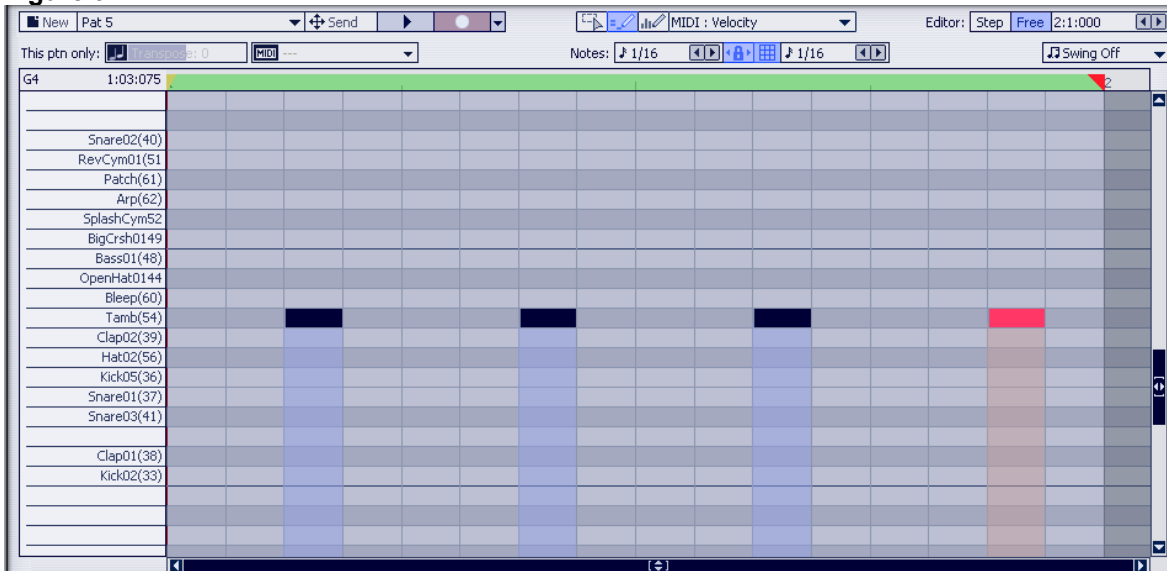 New Pat 5 Send MIDI : Velocity Editor: Step Free 2:1:000
This ptn only: Transpose: 0 MIDI --- Notes: 1/16 1/16 Swing Off
G4 1:03:075 2
Snare02(40)
RevCym01(51
Patch(61)
Arp(62)
SplashCym52
BigCrsh0149
Bass01(48)
OpenHat0144
Bleep(60)
Tamb(54)
Clap02(39)
Hat02(56)
Kick05(36)
Snare01(37)
Snare03(41)
Clap01(38)
Kick02(33)